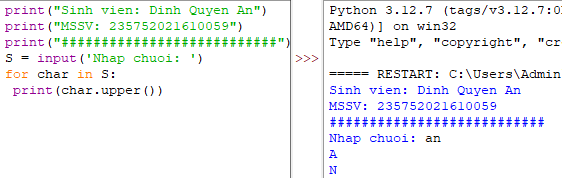 print("Sinh vien: Dinh Quyen An")
print("MSSV: 235752021610059")
print("###########################")
S = input('Nhap chuoi: ')
for char in S:
 print(char.upper())
>>>
Python 3.12.7 (tags/v3.12.7:0
AMD64)] on win32
Type "help", "copyright", "cr
===== RESTART: C:\Users\Admin
Sinh vien: Dinh Quyen An
MSSV: 235752021610059
###########################
Nhap chuoi: an
A
N